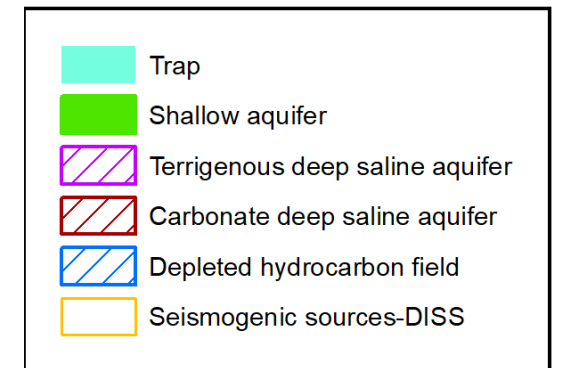 Trap
Shallow aquifer
Terrigenous deep saline aquifer
Carbonate deep saline aquifer
Depleted hydrocarbon field
Seismogenic sources-DISS